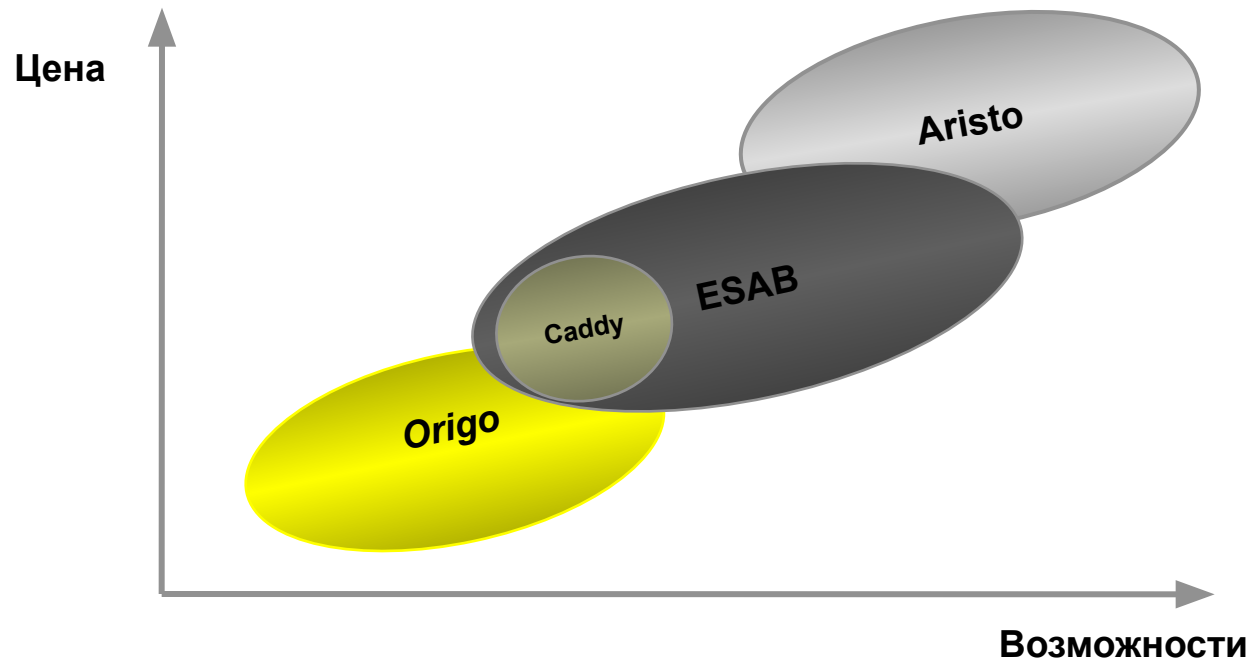 Цена
Aristo
ESAB
Caddy
Origo
Возможности